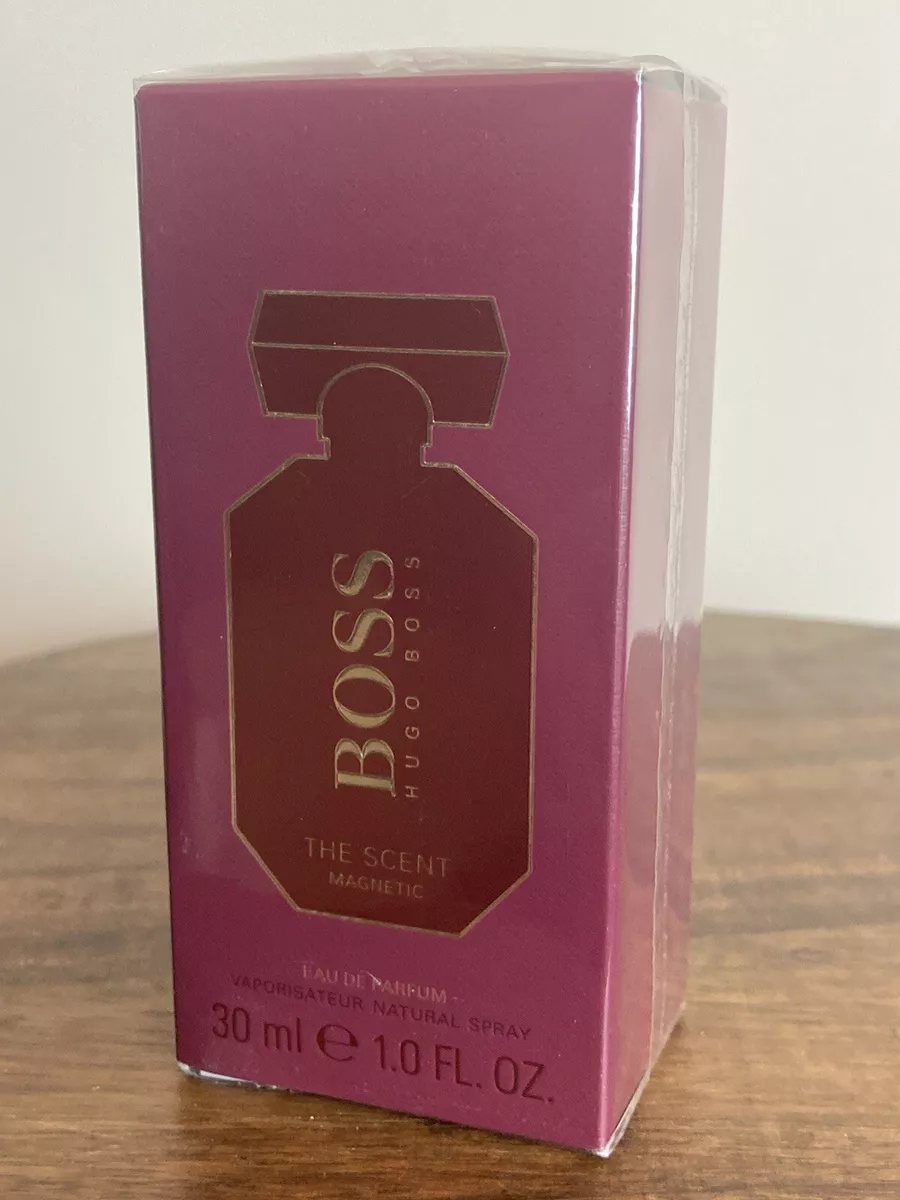 BOSS
HUGO BOSS
THE SCENT
MAGNETIC
EAU DE PARFUM
VAPORISATEUR NATURAL SPRAY
30 ml ℮ 1.0 FL. OZ.